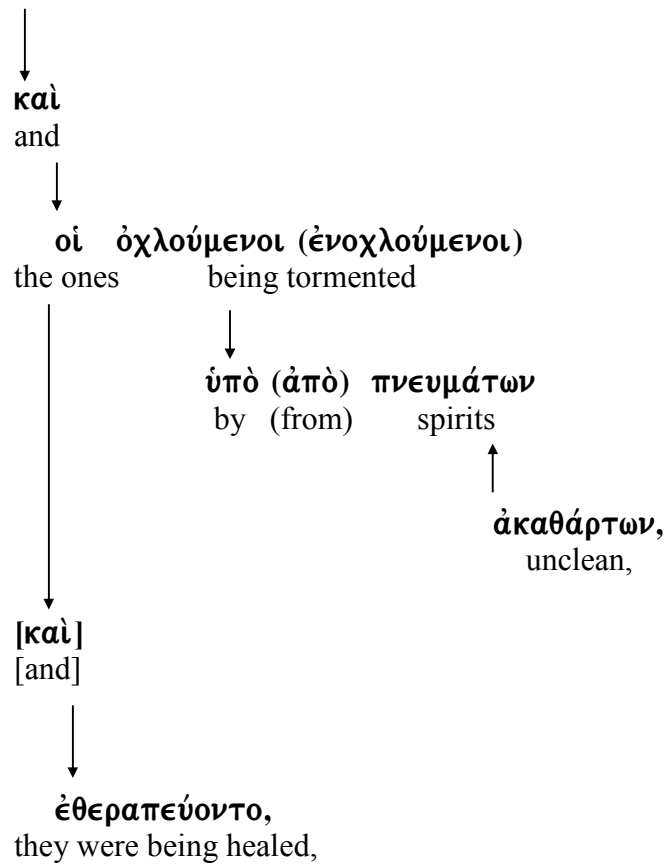 καὶ
and
οἱ ὀχλούμενοι (ἐνοχλούμενοι)
the ones being tormented
ὑπὸ (ἀπὸ) πνευμάτων
by (from) spirits
ἀκαθάρτων,
unclean,
[καὶ]
[and]
ἐθεραπεύοντο,
they were being healed,